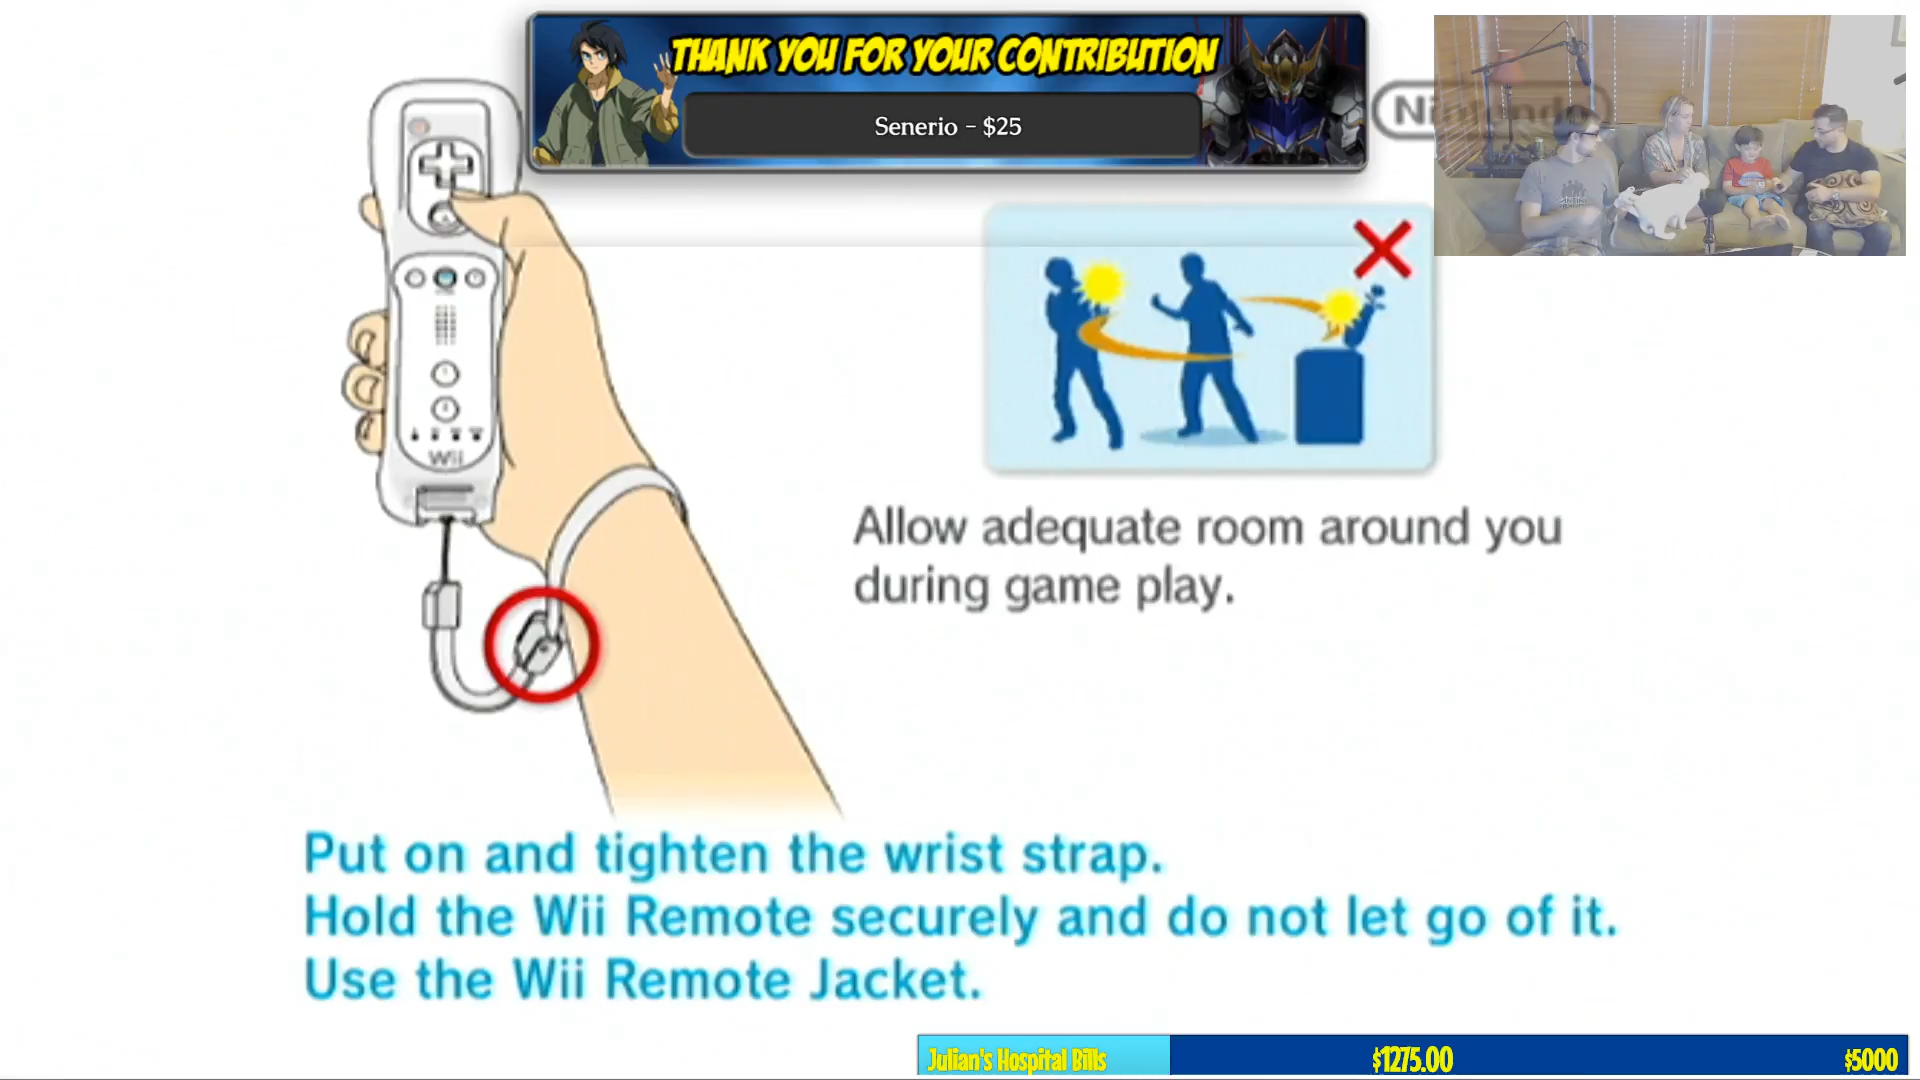 THANK YOU FOR YOUR CONTRIBUTION
Senerio - $25
Nintendo
Wii
Allow adequate room around you
during game play.
Put on and tighten the wrist strap.
Hold the Wii Remote securely and do not let go of it.
Use the Wii Remote Jacket.
Julian's Hospital Bills $1275.00 $5000